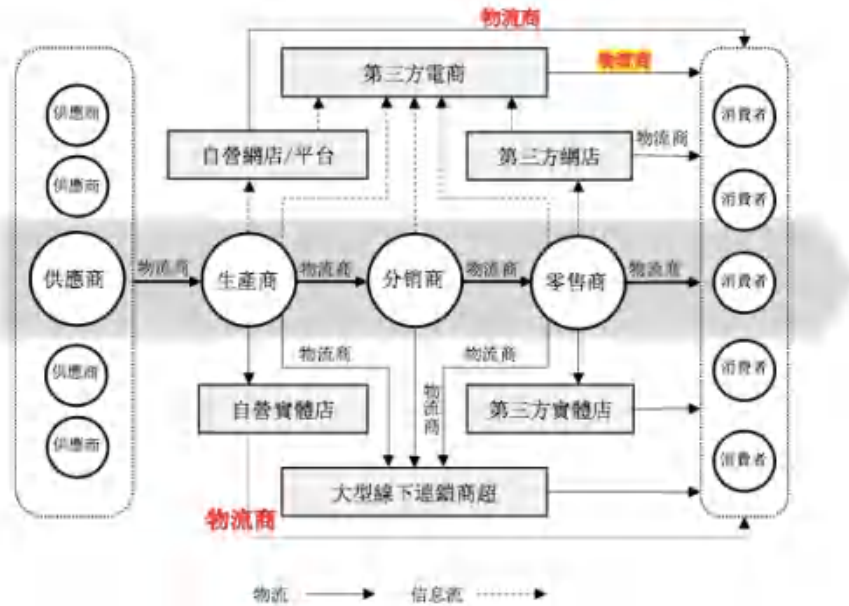 物流商
第三方電商
物流商
供應商
消費者
自營網店/平台
第三方網店
物流商
供應商
消費者
供應商
物流商
生產商
物流商
分銷商
物流商
零售商
物流商
消費者
物流商
物流商
物流商
供應商
消費者
自營實體店
第三方實體店
供應商
消費者
大型線下連鎖商超
物流商
物流
信息流